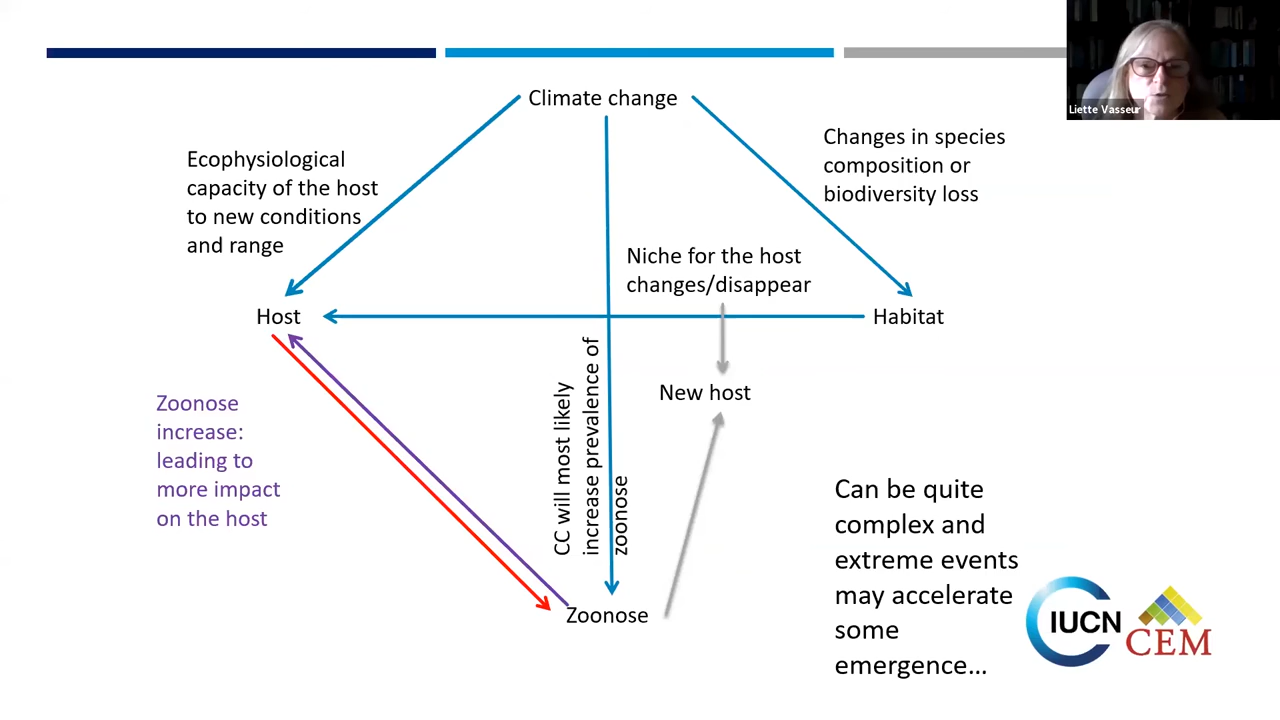 Climate change
Liette Vasseur
Ecophysiological
capacity of the host
to new conditions
and range
Changes in species
composition or
biodiversity loss
Niche for the host
changes/disappear
Host
Habitat
New host
CC will most likely
increase prevalence of
zoonose
Zoonose
increase:
leading to
more impact
on the host
Can be quite
complex and
extreme events
may accelerate
some
emergence...
Zoonose
IUCN
CEM